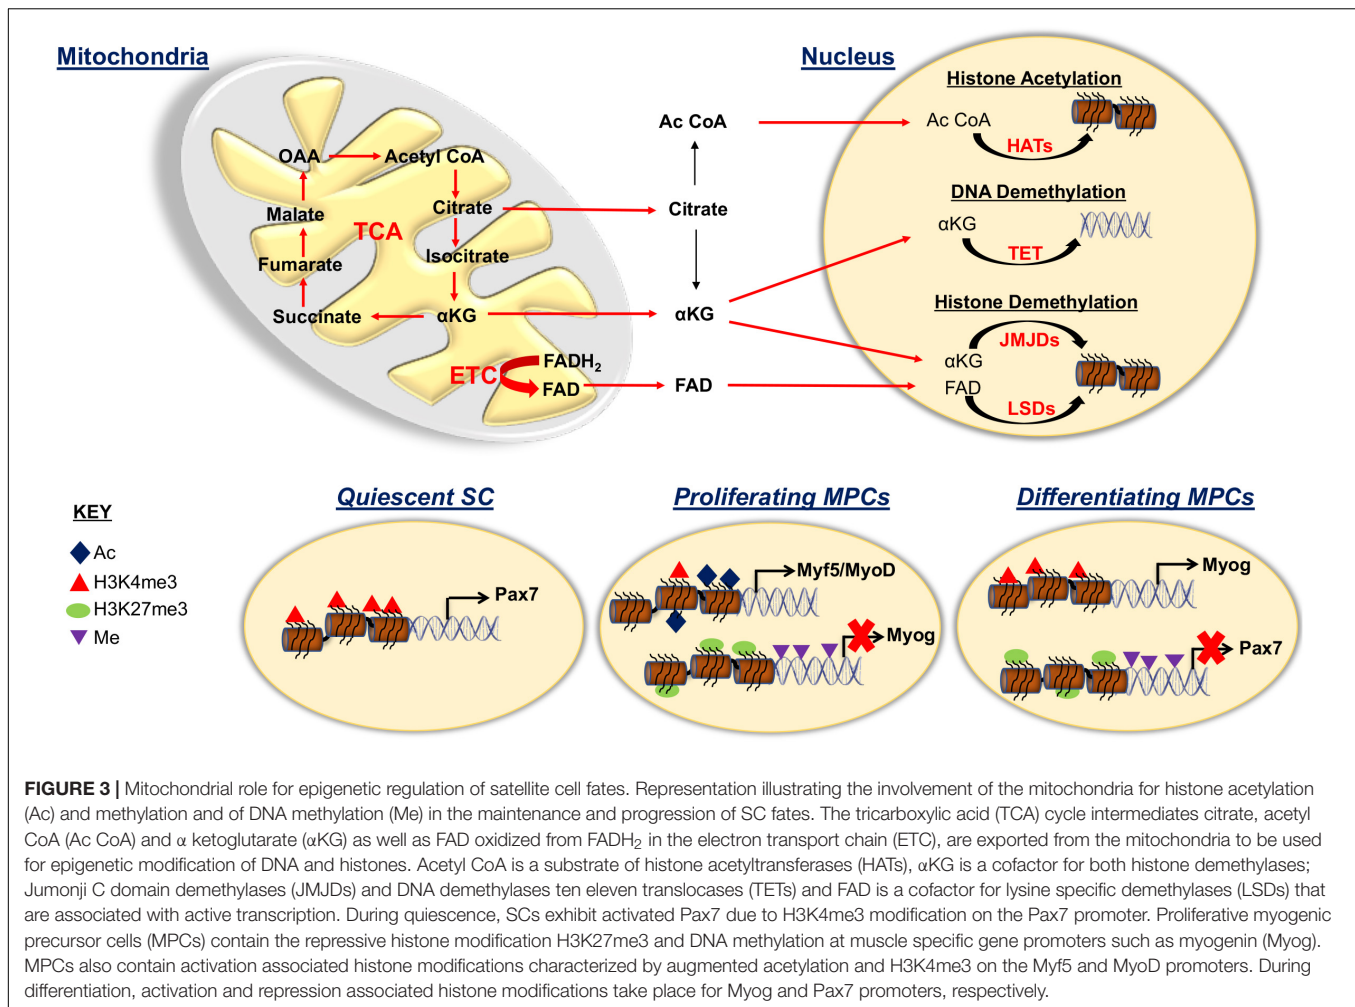 Mitochondria
Nucleus
OAA
Acetyl CoA
Malate
Citrate
TCA
Fumarate
Isocitrate
Succinate
αKG
ETC
FADH₂
FAD
Ac CoA
Citrate
αKG
FAD
Histone Acetylation
Ac CoA
HATs
DNA Demethylation
αKG
TET
Histone Demethylation
JMJDs
αKG
FAD
LSDs
KEY
Ac
H3K4me3
H3K27me3
Me
Quiescent SC
Pax7
Proliferating MPCs
Myf5/MyoD
Myog
Differentiating MPCs
Myog
Pax7
FIGURE 3 | Mitochondrial role for epigenetic regulation of satellite cell fates. Representation illustrating the involvement of the mitochondria for histone acetylation
(Ac) and methylation and of DNA methylation (Me) in the maintenance and progression of SC fates. The tricarboxylic acid (TCA) cycle intermediates citrate, acetyl
CoA (Ac CoA) and α ketoglutarate (αKG) as well as FAD oxidized from FADH₂ in the electron transport chain (ETC), are exported from the mitochondria to be used
for epigenetic modification of DNA and histones. Acetyl CoA is a substrate of histone acetyltransferases (HATs), αKG is a cofactor for both histone demethylases;
Jumonji C domain demethylases (JMJDs) and DNA demethylases ten eleven translocases (TETs) and FAD is a cofactor for lysine specific demethylases (LSDs) that
are associated with active transcription. During quiescence, SCs exhibit activated Pax7 due to H3K4me3 modification on the Pax7 promoter. Proliferative myogenic
precursor cells (MPCs) contain the repressive histone modification H3K27me3 and DNA methylation at muscle specific gene promoters such as myogenin (Myog).
MPCs also contain activation associated histone modifications characterized by augmented acetylation and H3K4me3 on the Myf5 and MyoD promoters. During
differentiation, activation and repression associated histone modifications take place for Myog and Pax7 promoters, respectively.